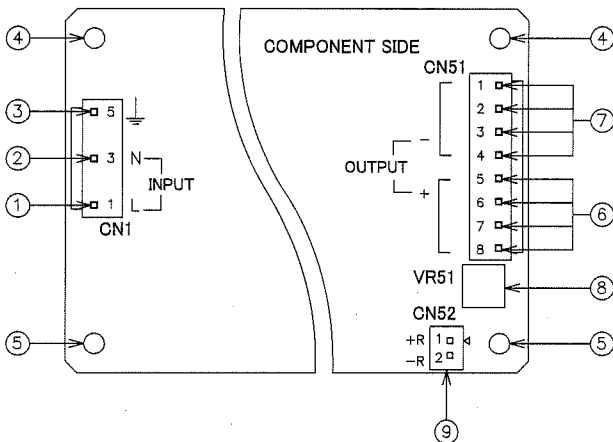 ④ ④
COMPONENT SIDE
CN51
③ 5
② 3 N
INPUT
① 1 L
CN1
1
2
3
4
⑦
−
OUTPUT
+
5
6
7
8
⑥
VR51
⑧
CN52
+R 1
−R 2
⑤ ⑤
⑨